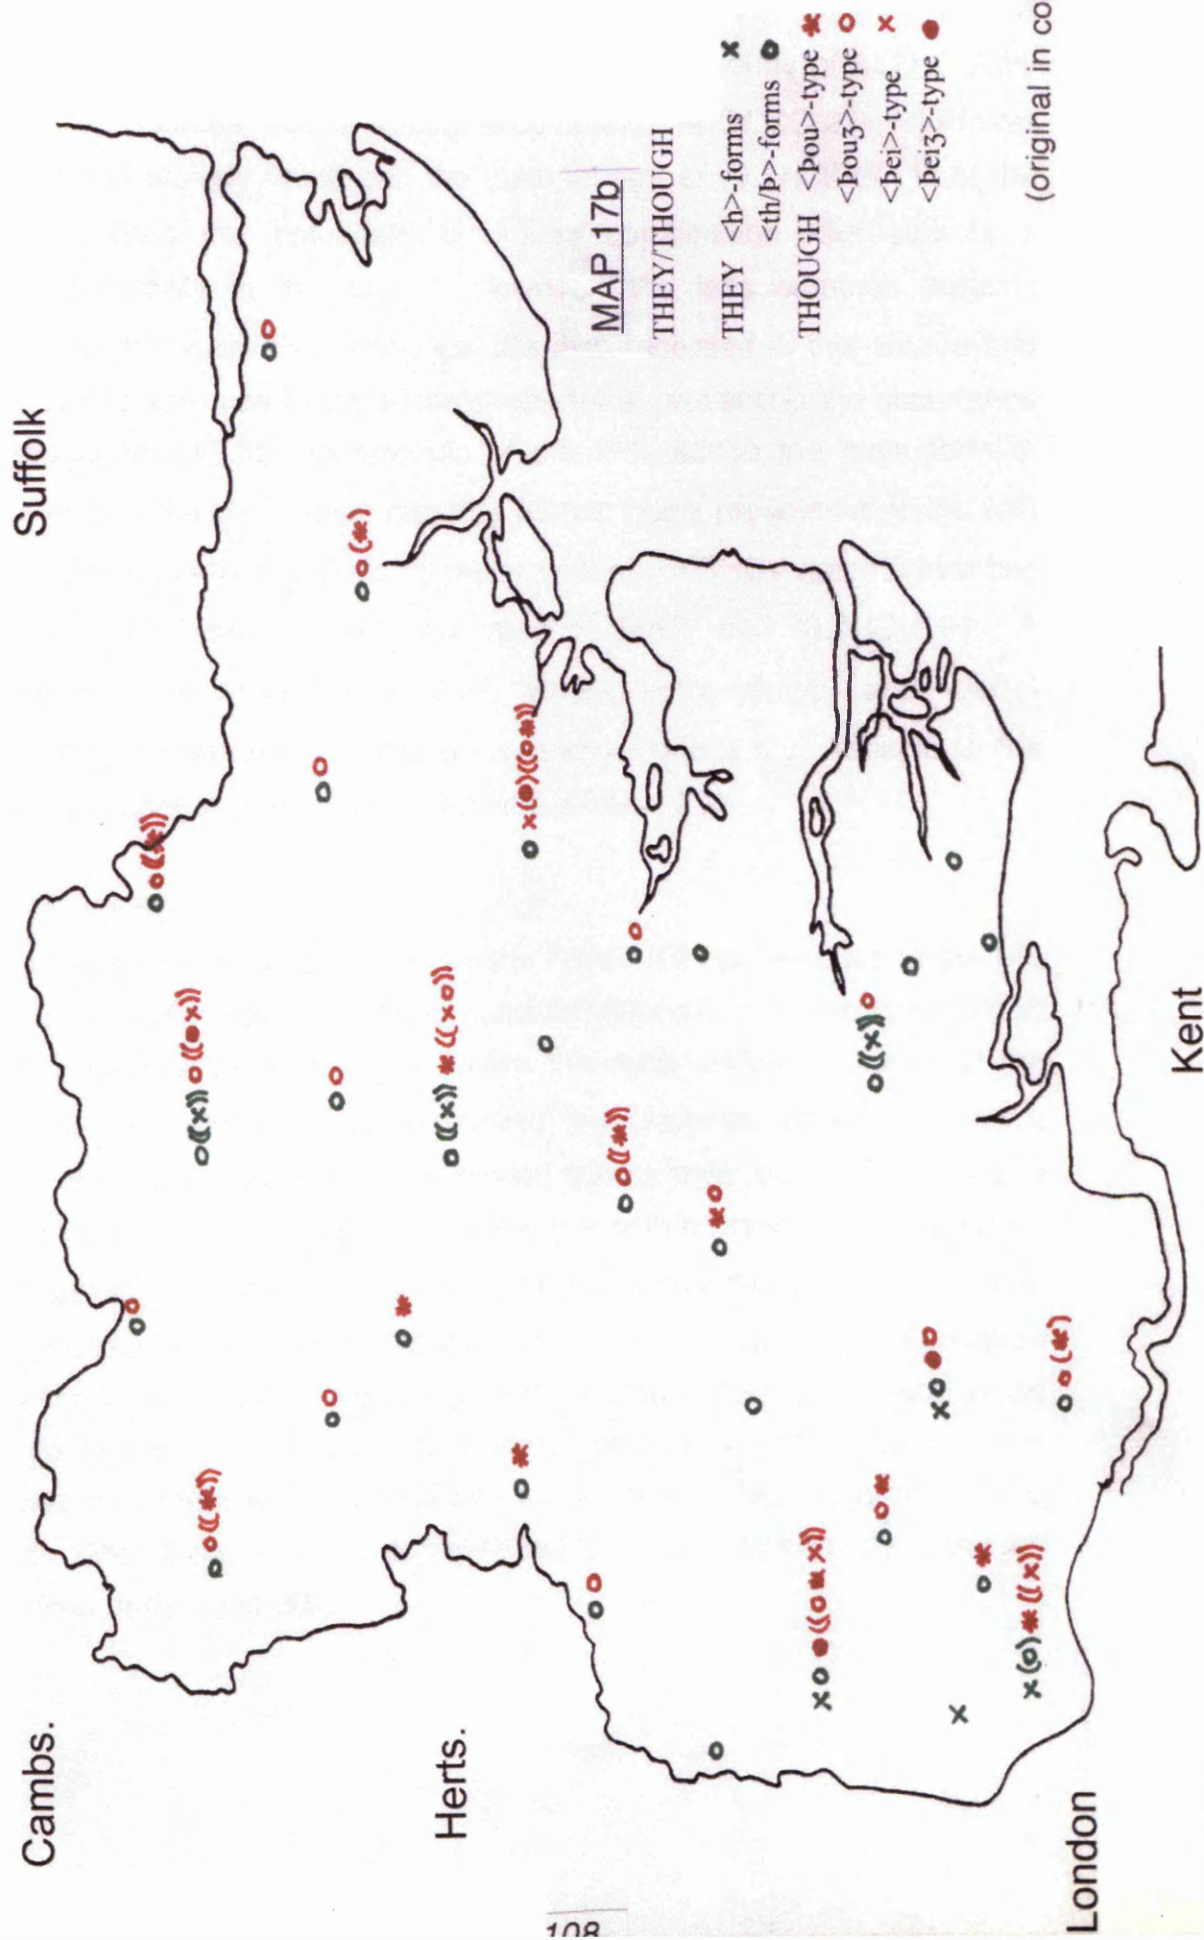 Suffolk
Cambs.
Herts.
London
Kent
MAP 17b
THEY/THOUGH
THEY <h>-forms x
<th/þ>-forms o
THOUGH <þou>-type *
<þouȝ>-type o
<þei>-type x
<þeiȝ>-type ●
(original in co
108